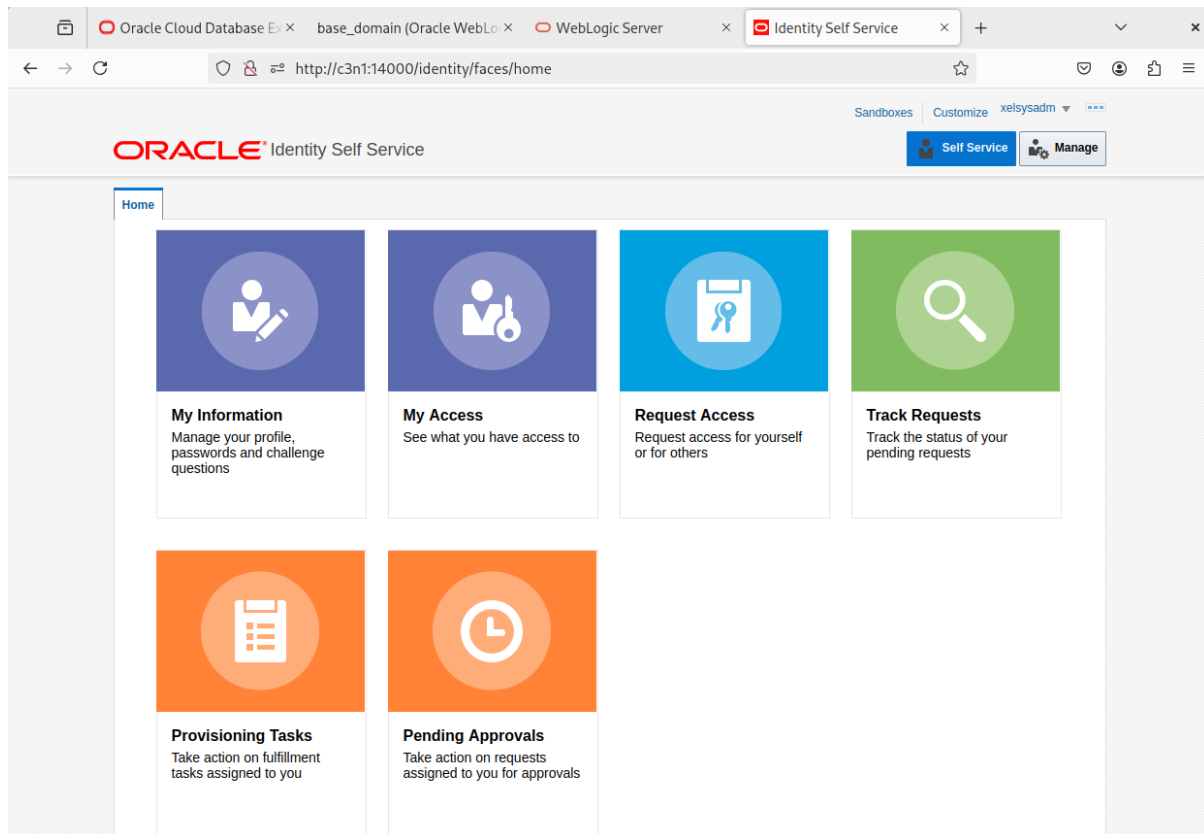 Oracle Cloud Database Ex
base_domain (Oracle WebLo
WebLogic Server
Identity Self Service
http://c3n1:14000/identity/faces/home
Sandboxes
Customize
xelsysadm
ORACLE Identity Self Service
Self Service
Manage
Home
My Information
Manage your profile,
passwords and challenge
questions
My Access
See what you have access to
Request Access
Request access for yourself
or for others
Track Requests
Track the status of your
pending requests
Provisioning Tasks
Take action on fulfillment
tasks assigned to you
Pending Approvals
Take action on requests
assigned to you for approvals